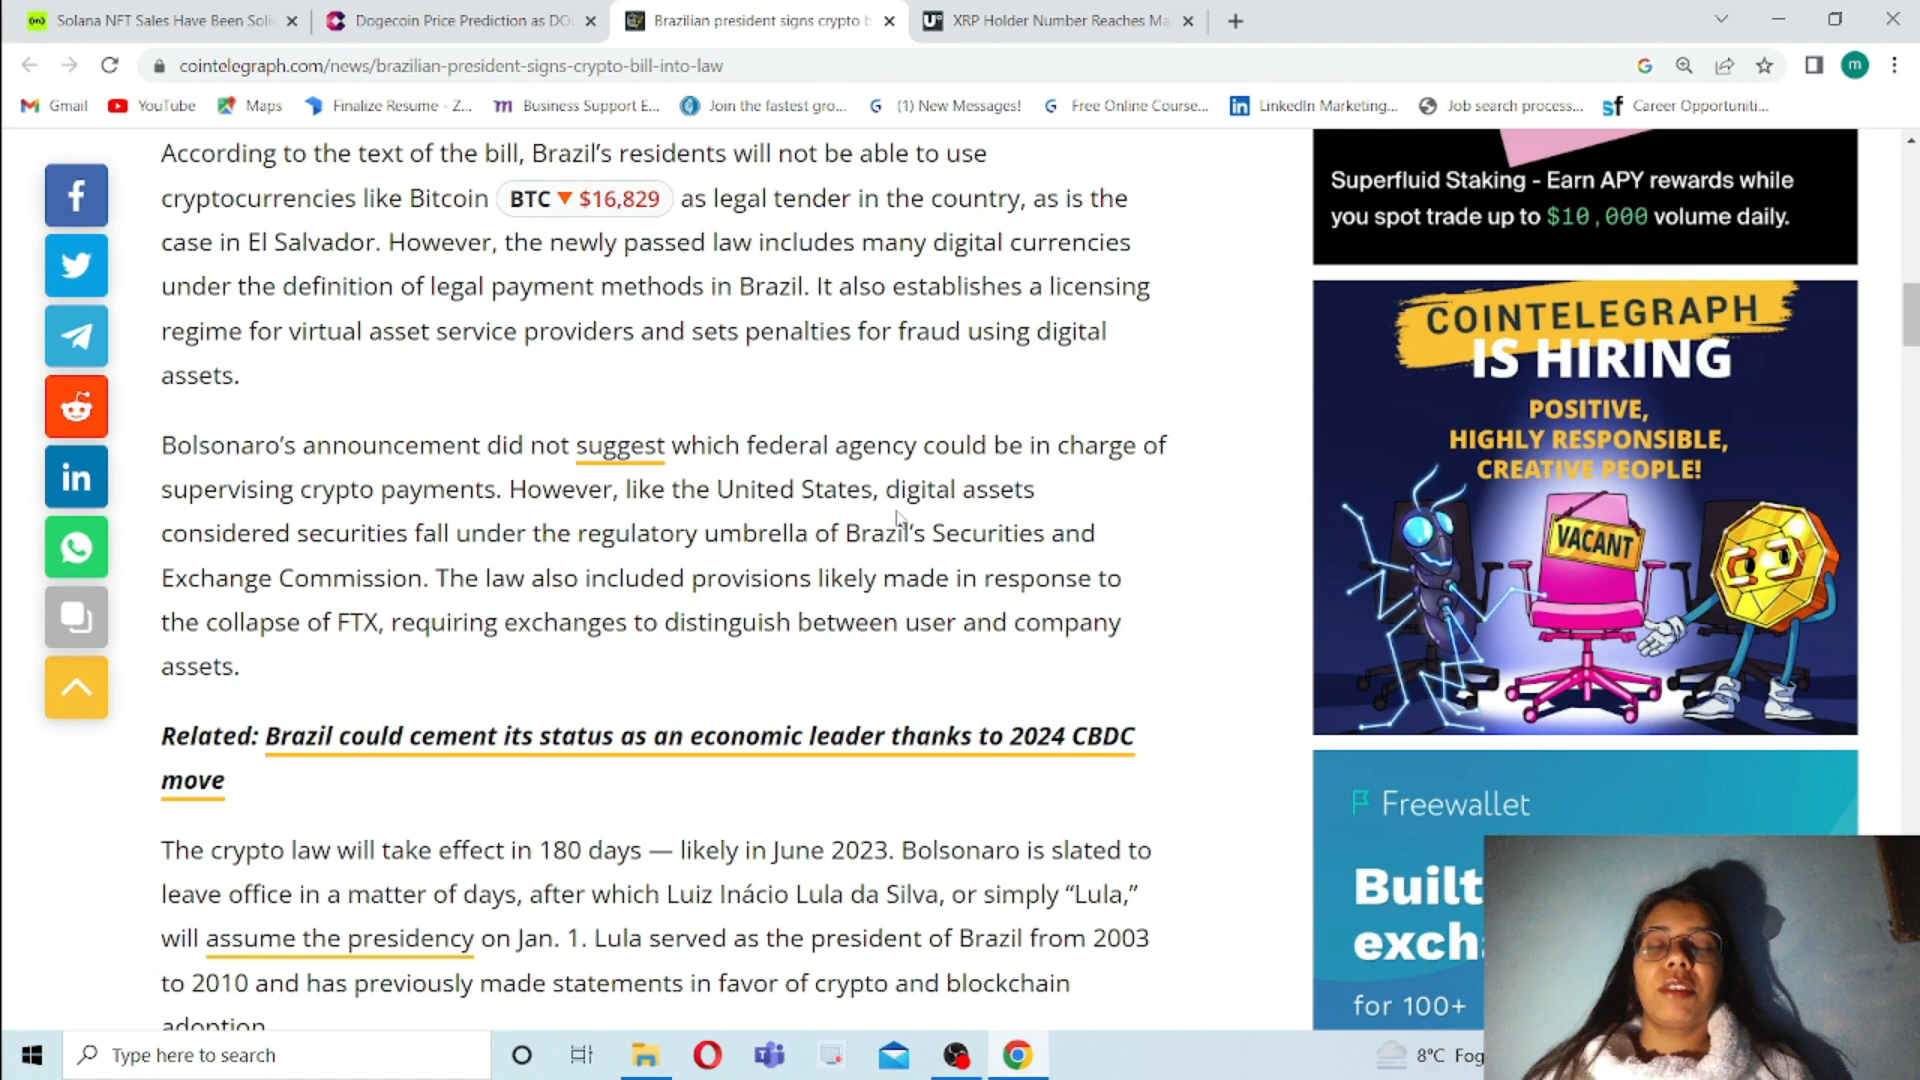 Solana NFT Sales Have Been Soli
Dogecoin Price Prediction as DO
Brazilian president signs crypto b
XRP Holder Number Reaches Ma
cointelegraph.com/news/brazilian-president-signs-crypto-bill-into-law
m
Gmail
YouTube
Maps
Finalize Resume - Z...
Business Support E...
Join the fastest gro...
(1) New Messages!
Free Online Course...
LinkedIn Marketing...
Job search process...
Career Opportuniti...
According to the text of the bill, Brazil's residents will not be able to use
cryptocurrencies like Bitcoin BTC ▼ $16,829 as legal tender in the country, as is the
case in El Salvador. However, the newly passed law includes many digital currencies
under the definition of legal payment methods in Brazil. It also establishes a licensing
regime for virtual asset service providers and sets penalties for fraud using digital
assets.
Bolsonaro's announcement did not suggest which federal agency could be in charge of
supervising crypto payments. However, like the United States, digital assets
considered securities fall under the regulatory umbrella of Brazil's Securities and
Exchange Commission. The law also included provisions likely made in response to
the collapse of FTX, requiring exchanges to distinguish between user and company
assets.
Related: Brazil could cement its status as an economic leader thanks to 2024 CBDC
move
The crypto law will take effect in 180 days — likely in June 2023. Bolsonaro is slated to
leave office in a matter of days, after which Luiz Inácio Lula da Silva, or simply “Lula,”
will assume the presidency on Jan. 1. Lula served as the president of Brazil from 2003
to 2010 and has previously made statements in favor of crypto and blockchain
adoption
Superfluid Staking - Earn APY rewards while
you spot trade up to $10,000 volume daily.
COINTELEGRAPH
IS HIRING
POSITIVE,
HIGHLY RESPONSIBLE,
CREATIVE PEOPLE!
VACANT
Freewallet
Built
exch
for 100+
Type here to search
8°C Fog